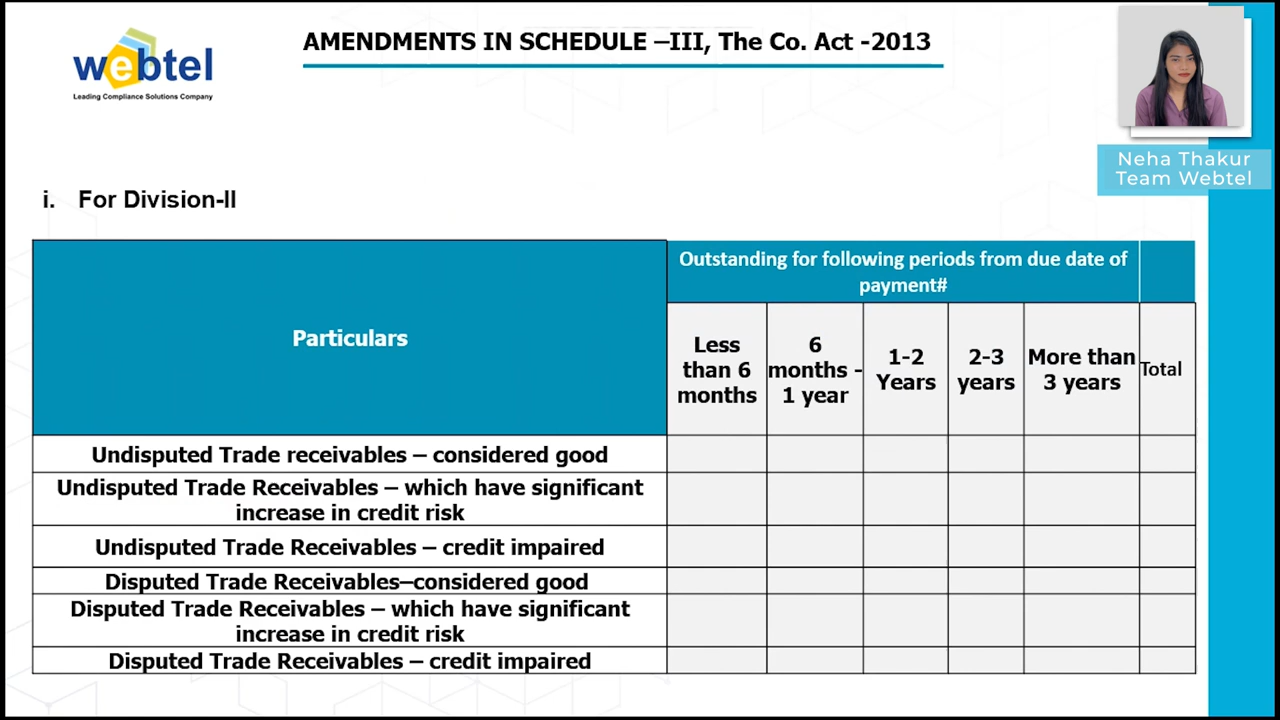 webtel
Leading Compliance Solutions Company
AMENDMENTS IN SCHEDULE –III, The Co. Act -2013
Neha Thakur
Team Webtel
i. For Division-II
Particulars
Outstanding for following periods from due date of
payment#
Less
than 6
months
6
months -
1 year
1-2
Years
2-3
years
More than
3 years
Total
Undisputed Trade receivables – considered good
Undisputed Trade Receivables – which have significant
increase in credit risk
Undisputed Trade Receivables – credit impaired
Disputed Trade Receivables–considered good
Disputed Trade Receivables – which have significant
increase in credit risk
Disputed Trade Receivables – credit impaired